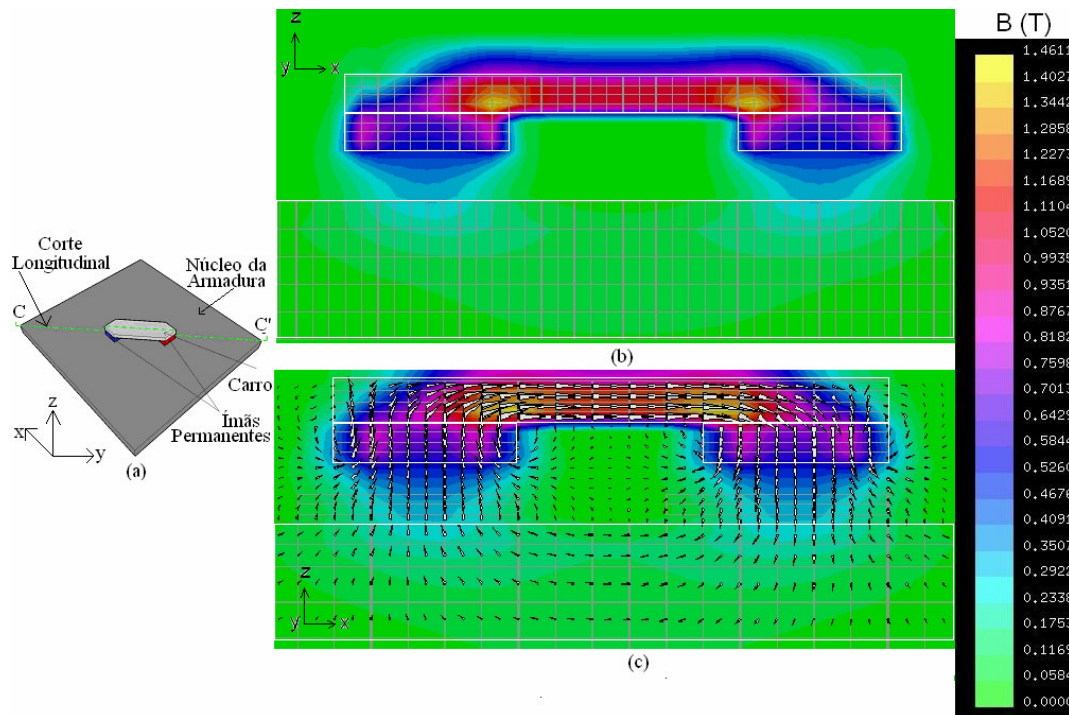 z
y
x
B (T)
1.4611
1.4027
1.3442
1.2858
1.2273
1.1689
1.1104
1.0520
0.9935
0.9351
0.8766
0.8182
0.7598
0.7013
0.6429
0.5844
0.5260
0.4676
0.4091
0.3507
0.2922
0.2338
0.1753
0.1169
0.0584
0.0000
(b)
Corte
Longitudinal
Núcleo da
Armadura
C
C'
Carro
Ímãs
Permanentes
z
x
y
(a)
z
y
x
(c)